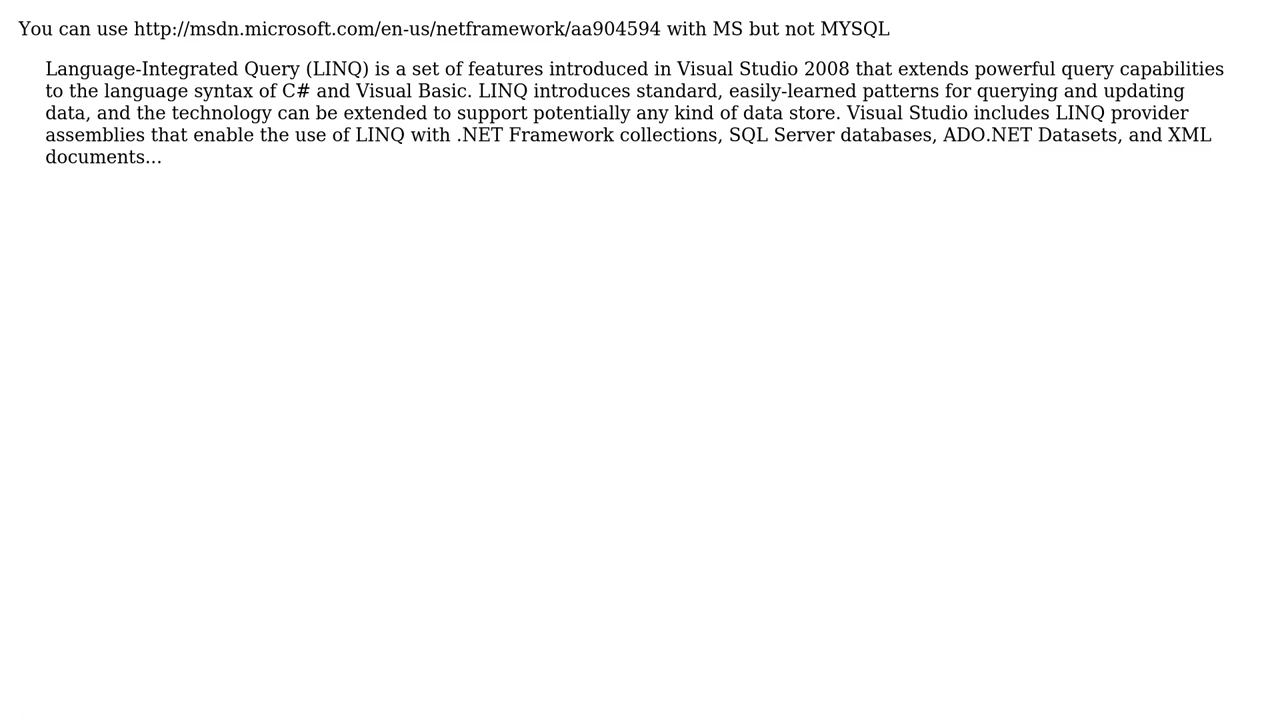 You can use http://msdn.microsoft.com/en-us/netframework/aa904594 with MS but not MYSQL
Language-Integrated Query (LINQ) is a set of features introduced in Visual Studio 2008 that extends powerful query capabilities
to the language syntax of C# and Visual Basic. LINQ introduces standard, easily-learned patterns for querying and updating
data, and the technology can be extended to support potentially any kind of data store. Visual Studio includes LINQ provider
assemblies that enable the use of LINQ with .NET Framework collections, SQL Server databases, ADO.NET Datasets, and XML
documents...